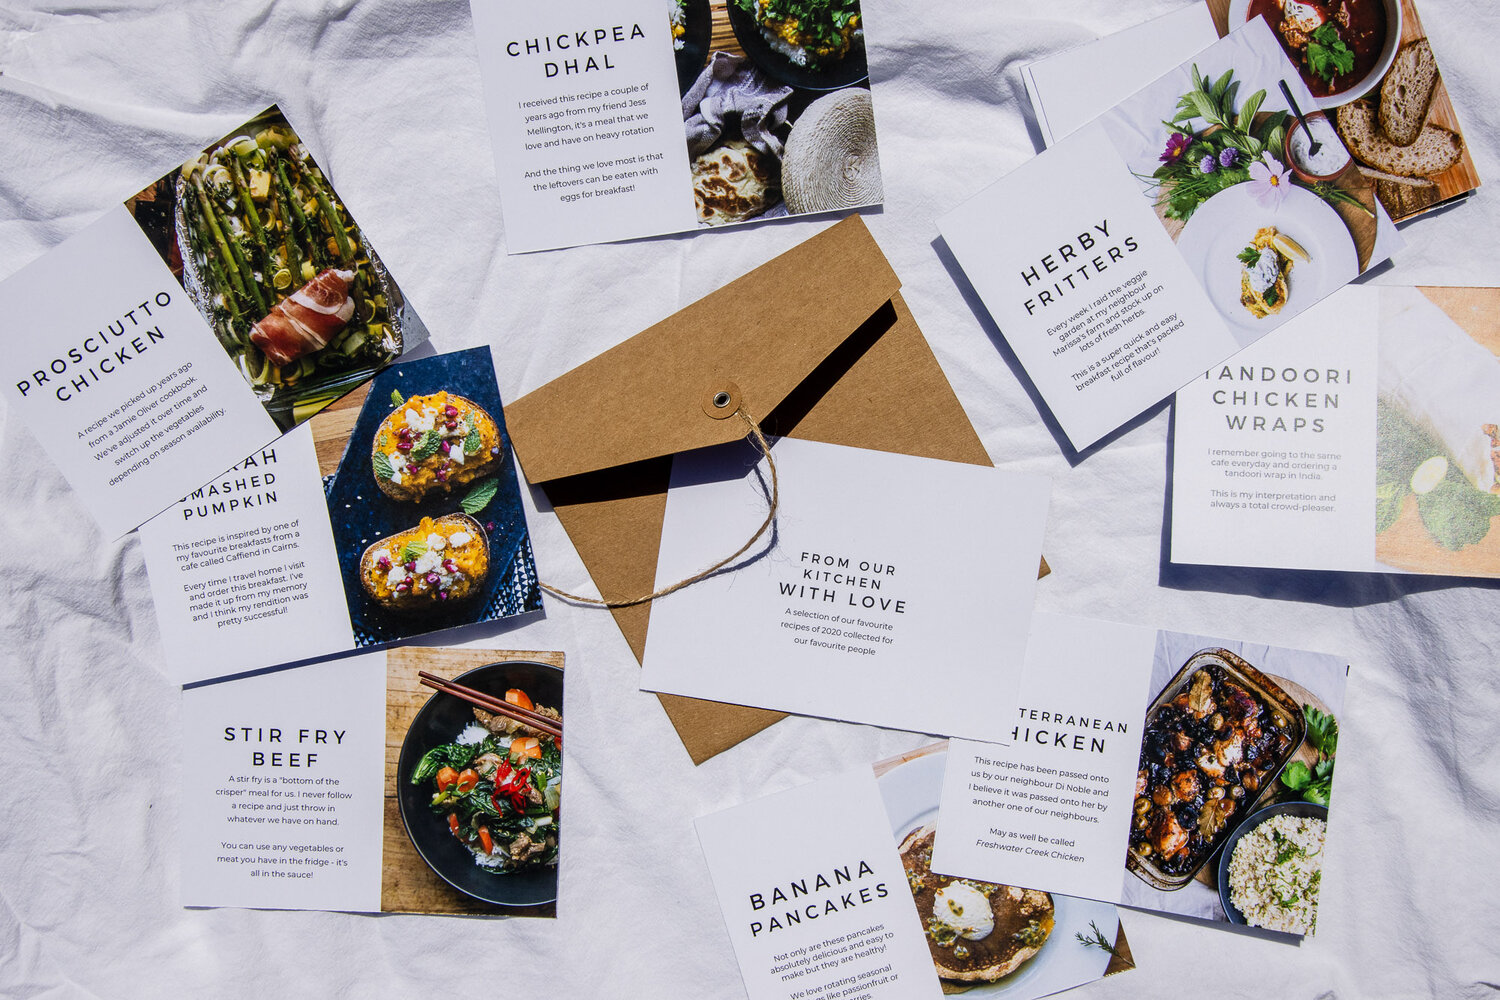 CHICKPEA
DHAL
I received this recipe a couple of
years ago from my friend Jess
Mellington, it's a meal that we
love and have on heavy rotation
And the thing we love most is that
the leftovers can be eaten with
eggs for breakfast!
PROSCIUTTO
CHICKEN
A recipe we picked up years ago
from a Jamie Oliver cookbook.
We've adjusted it over time and
switch up the vegetables
depending on season availability.
HERBY
FRITTERS
Every week I raid the veggie
garden at my neighbour
Marissa's farm and stock up on
lots of fresh herbs.
This is a super quick and easy
breakfast recipe that's packed
full of flavour!
TANDOORI
CHICKEN
WRAPS
I remember going to the same
cafe everyday and ordering a
tandoori wrap in India.
This is my interpretation and
always a total crowd-pleaser.
RAH
SMASHED
PUMPKIN
This recipe is inspired by one of
my favourite breakfasts from a
cafe called Caffiend in Cairns.
Every time I travel home I visit
and order this breakfast. I've
made it up from my memory
and I think my rendition was
pretty successful!
FROM OUR
KITCHEN
WITH LOVE
A selection of our favourite
recipes of 2020 collected for
our favourite people
STIR FRY
BEEF
A stir fry is a "bottom of the
crisper" meal for us. I never follow
a recipe and just throw in
whatever we have on hand.
You can use any vegetables or
meat you have in the fridge - it's
all in the sauce!
TERRANEAN
HICKEN
This recipe has been passed onto
us by our neighbour Di Noble and
I believe it was passed onto her by
another one of our neighbours.
May as well be called
Freshwater Creek Chicken
BANANA
PANCAKES
Not only are these pancakes
absolutely delicious and easy to
make but they are healthy!
We love rotating seasonal
gs like passionfruit or
rries.